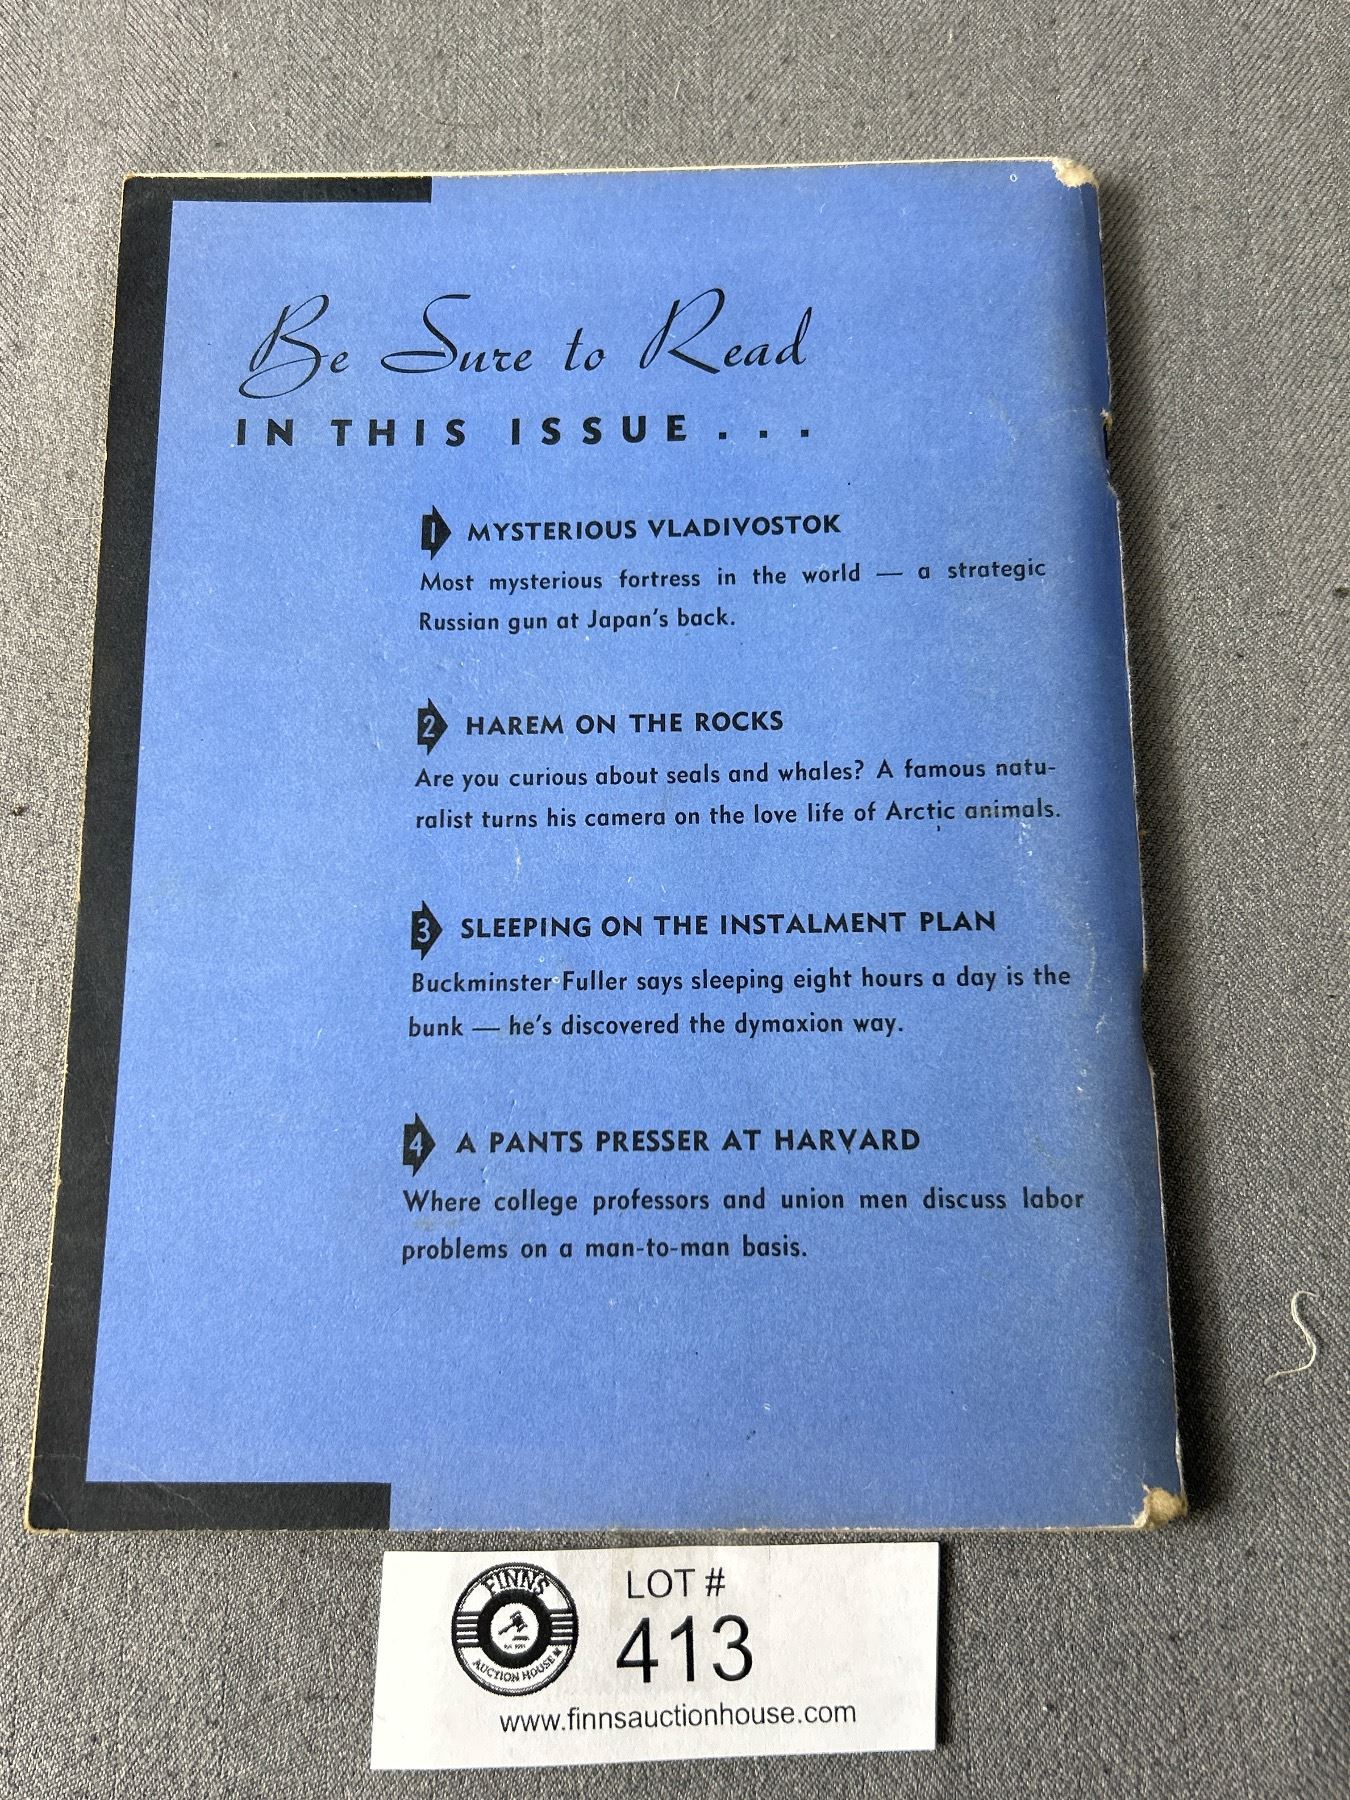 Be Sure to Read
IN THIS ISSUE . . .
1 MYSTERIOUS VLADIVOSTOK
Most mysterious fortress in the world — a strategic
Russian gun at Japan's back.
2 HAREM ON THE ROCKS
Are you curious about seals and whales? A famous natu-
ralist turns his camera on the love life of Arctic animals.
3 SLEEPING ON THE INSTALMENT PLAN
Buckminster Fuller says sleeping eight hours a day is the
bunk — he's discovered the dymaxion way.
4 A PANTS PRESSER AT HARVARD
Where college professors and union men discuss labor
problems on a man-to-man basis.
FINNS
AUCTION HOUSE
LOT #
413
www.finnsauctionhouse.com